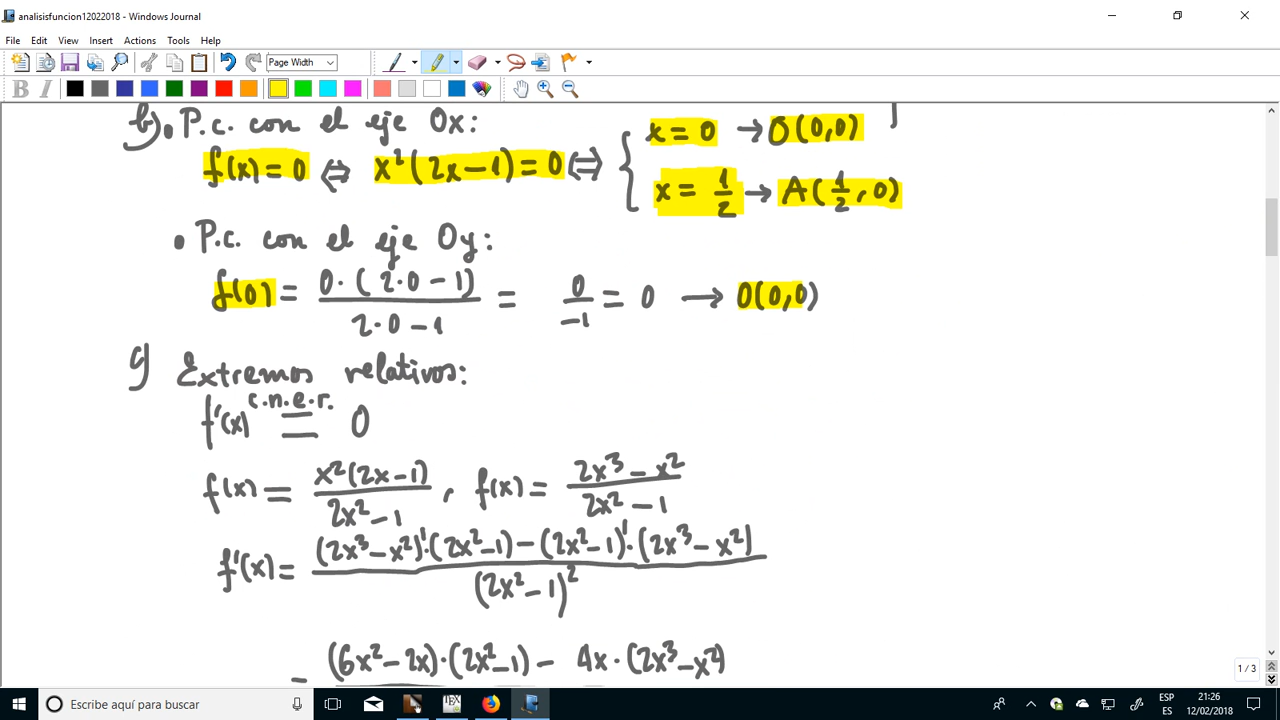 analisisfuncion12022018 - Windows Journal
File Edit View Insert Actions Tools Help
Page Width
B I
b) • P.c. con el eje Ox: x = 0 → O(0,0)
f(x) = 0 ⇔ x²(2x-1) = 0 ⇔ { x = 1/2 → A(1/2, 0)
• P.c. con el eje Oy:
f(0) = 0·(2·0-1) / 2·0-1 = 0/-1 = 0 → O(0,0)
c) Extremos relativos:
c.n.e.r.
f'(x) = 0
f(x) = x²(2x-1) / 2x²-1 , f(x) = 2x³-x² / 2x²-1
f'(x) = (2x³-x²)'·(2x²-1) - (2x²-1)'·(2x³-x²) / (2x²-1)²
= (6x²-2x)·(2x²-1) - 4x·(2x³-x²)
1 / 3
Escribe aquí para buscar
ESP 21:26
ES 12/02/2018